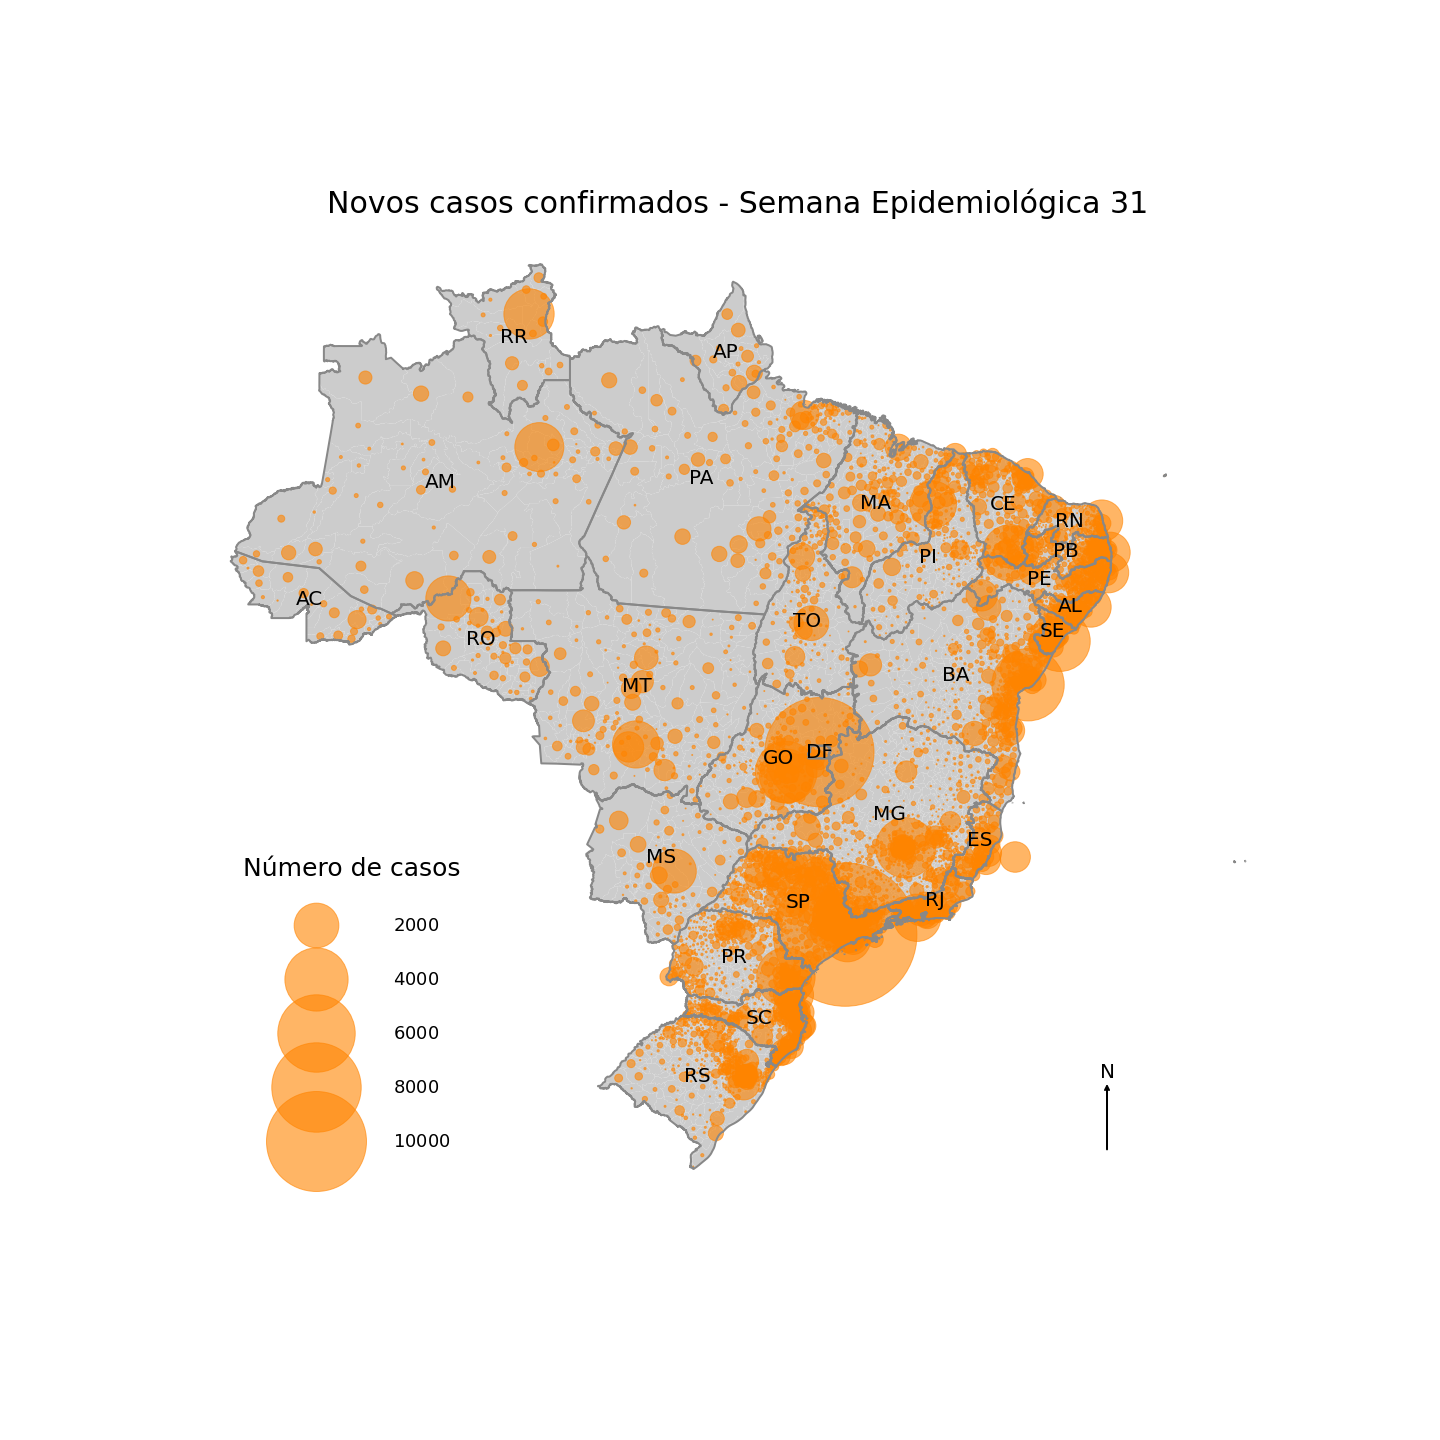 Novos casos confirmados - Semana Epidemiológica 31
RR
AP
AM
PA
MA
CE
RN
PB
PI
PE
AC
AL
TO
SE
RO
BA
MT
GO
DF
MG
ES
MS
SP
RJ
PR
SC
RS
Número de casos
2000
4000
6000
8000
10000
N